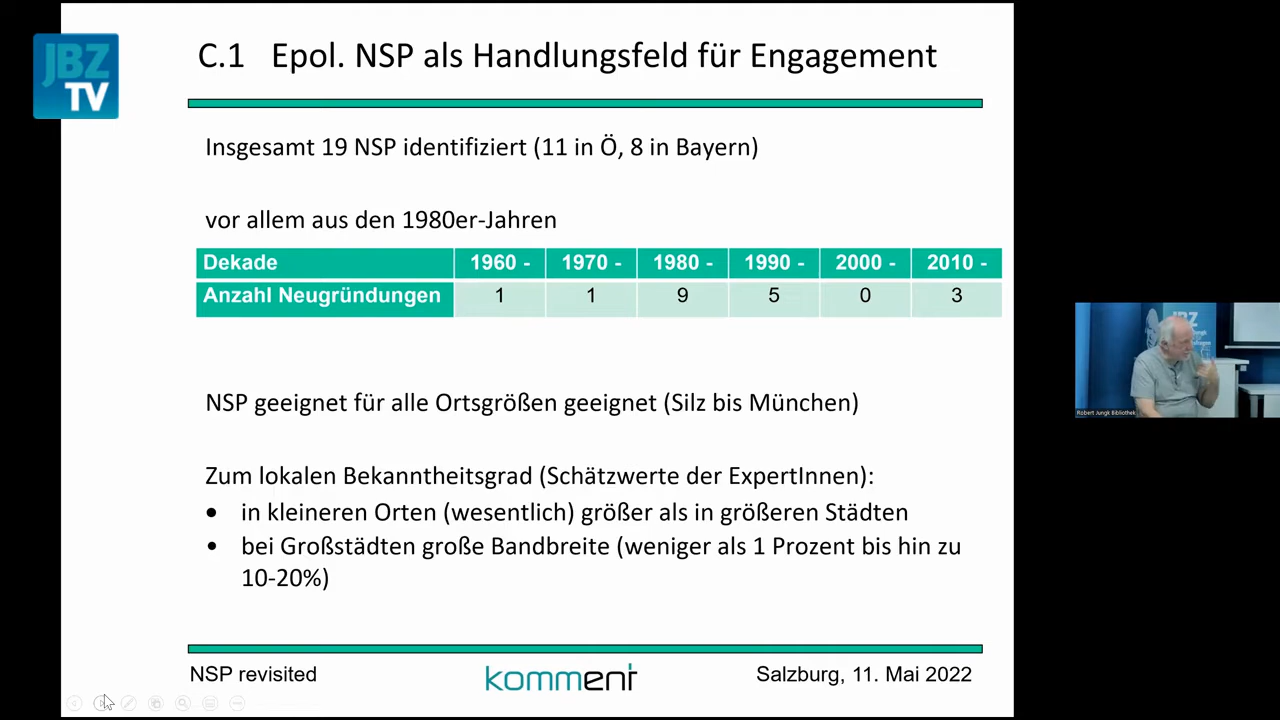 JBZ
TV
C.1 Epol. NSP als Handlungsfeld für Engagement
Insgesamt 19 NSP identifiziert (11 in Ö, 8 in Bayern)
vor allem aus den 1980er-Jahren
Dekade 1960 - 1970 - 1980 - 1990 - 2000 - 2010 -
Anzahl Neugründungen 1 1 9 5 0 3
NSP geeignet für alle Ortsgrößen geeignet (Silz bis München)
Zum lokalen Bekanntheitsgrad (Schätzwerte der ExpertInnen):
• in kleineren Orten (wesentlich) größer als in größeren Städten
• bei Großstädten große Bandbreite (weniger als 1 Prozent bis hin zu
10-20%)
NSP revisited
komment
Salzburg, 11. Mai 2022
JBZ
Robert Jungk Bibliothek